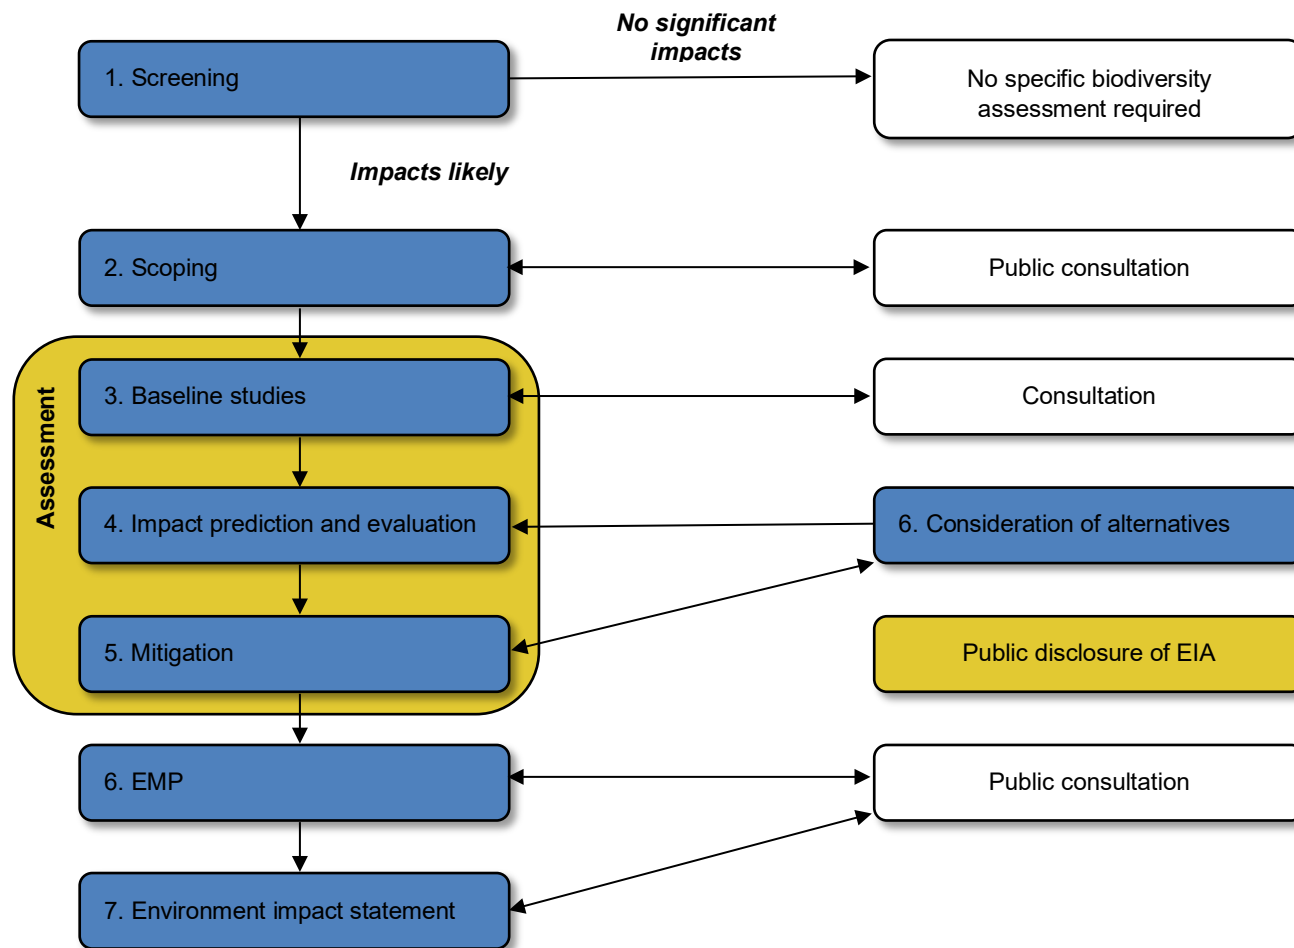 No significant
impacts
1. Screening
No specific biodiversity
assessment required
Impacts likely
2. Scoping
Public consultation
Assessment
3. Baseline studies
Consultation
4. Impact prediction and evaluation
6. Consideration of alternatives
5. Mitigation
Public disclosure of EIA
6. EMP
Public consultation
7. Environment impact statement